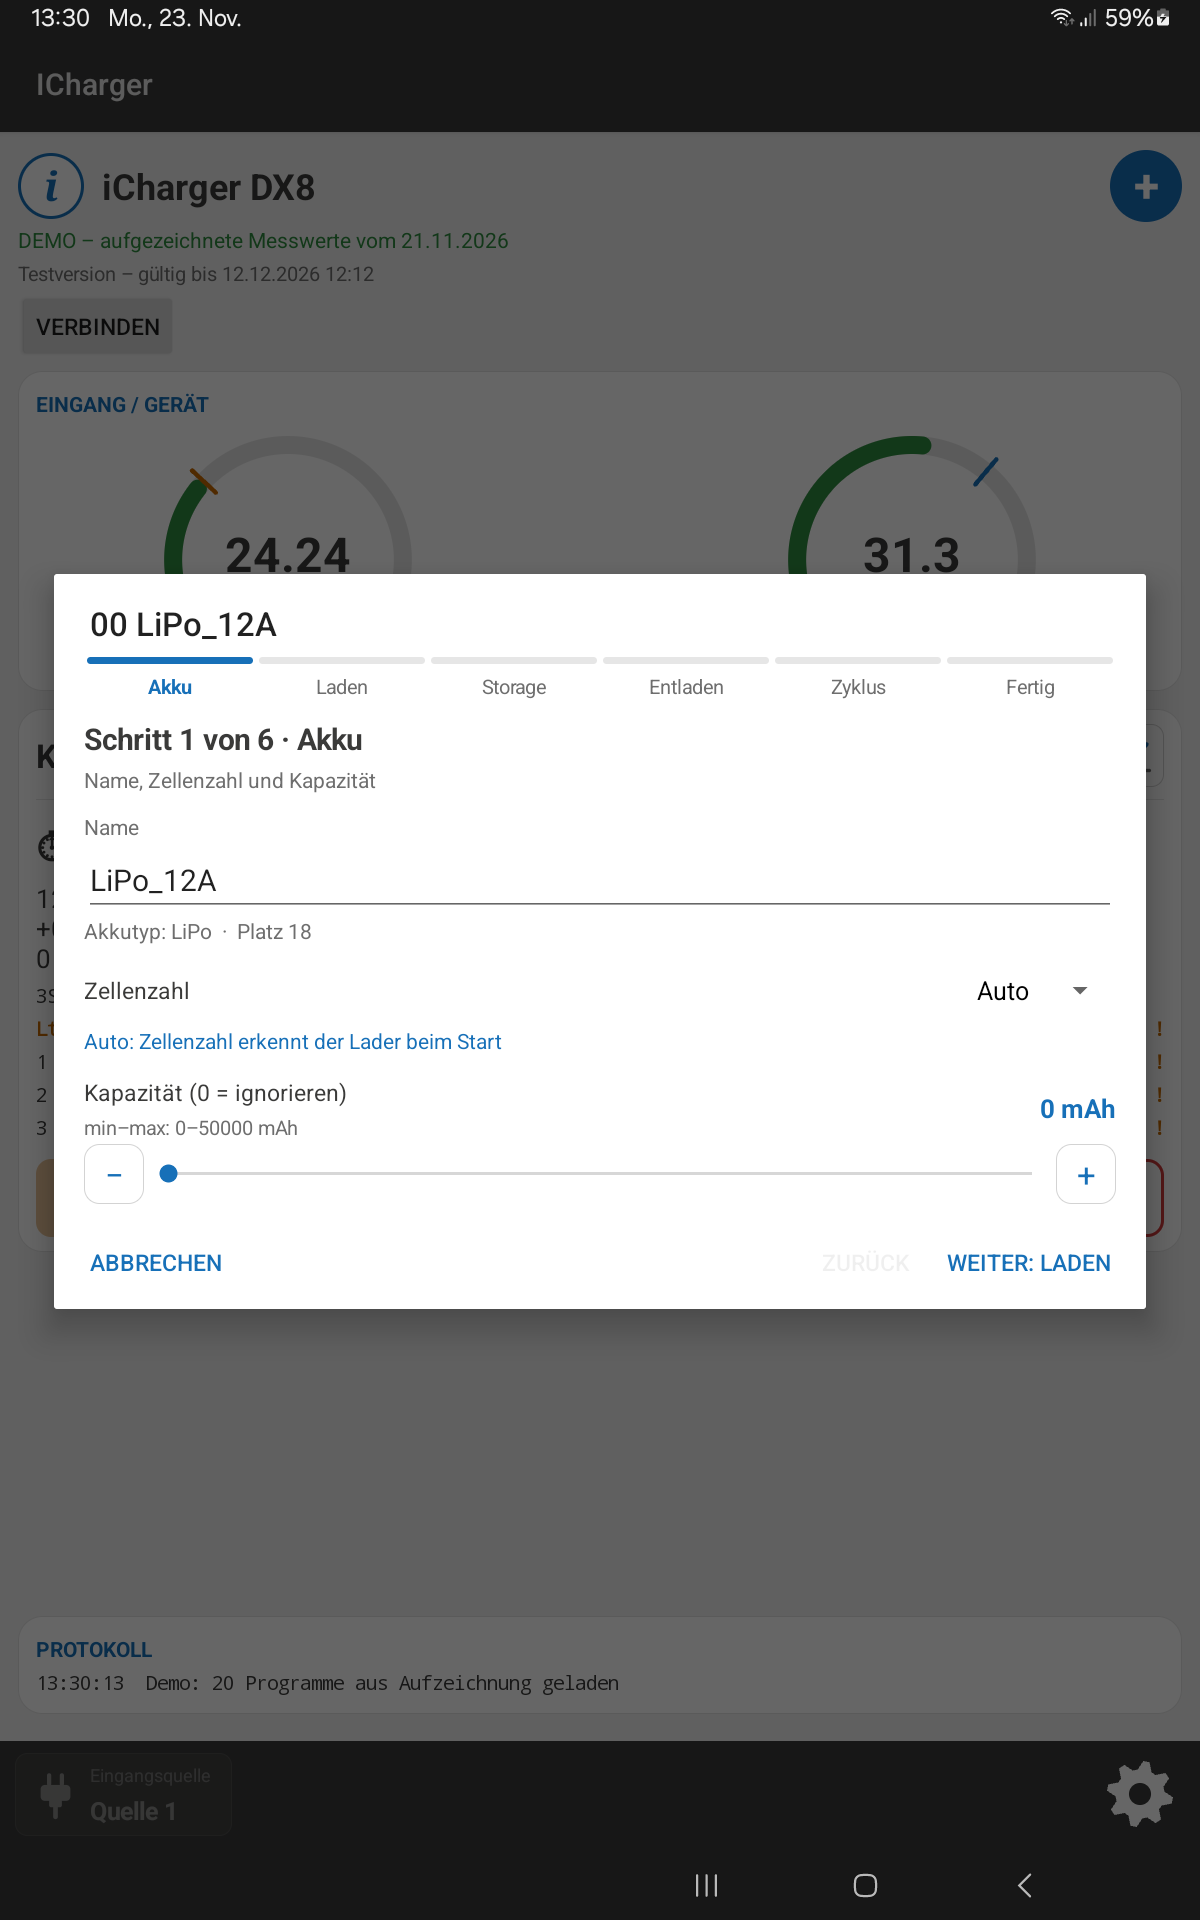 13:30 Mo., 23. Nov. 59%
ICharger
i iCharger DX8
DEMO – aufgezeichnete Messwerte vom 21.11.2026
Testversion – gültig bis 12.12.2026 12:12
VERBINDEN
EINGANG / GERÄT
24.24 31.3
00 LiPo_12A
Akku Laden Storage Entladen Zyklus Fertig
Schritt 1 von 6 · Akku
Name, Zellenzahl und Kapazität
Name
LiPo_12A
Akkutyp: LiPo · Platz 18
Zellenzahl Auto
Auto: Zellenzahl erkennt der Lader beim Start
Kapazität (0 = ignorieren)
0 mAh
min–max: 0–50000 mAh
− +
ABBRECHEN ZURÜCK WEITER: LADEN
PROTOKOLL
13:30:13 Demo: 20 Programme aus Aufzeichnung geladen
Eingangsquelle
Quelle 1